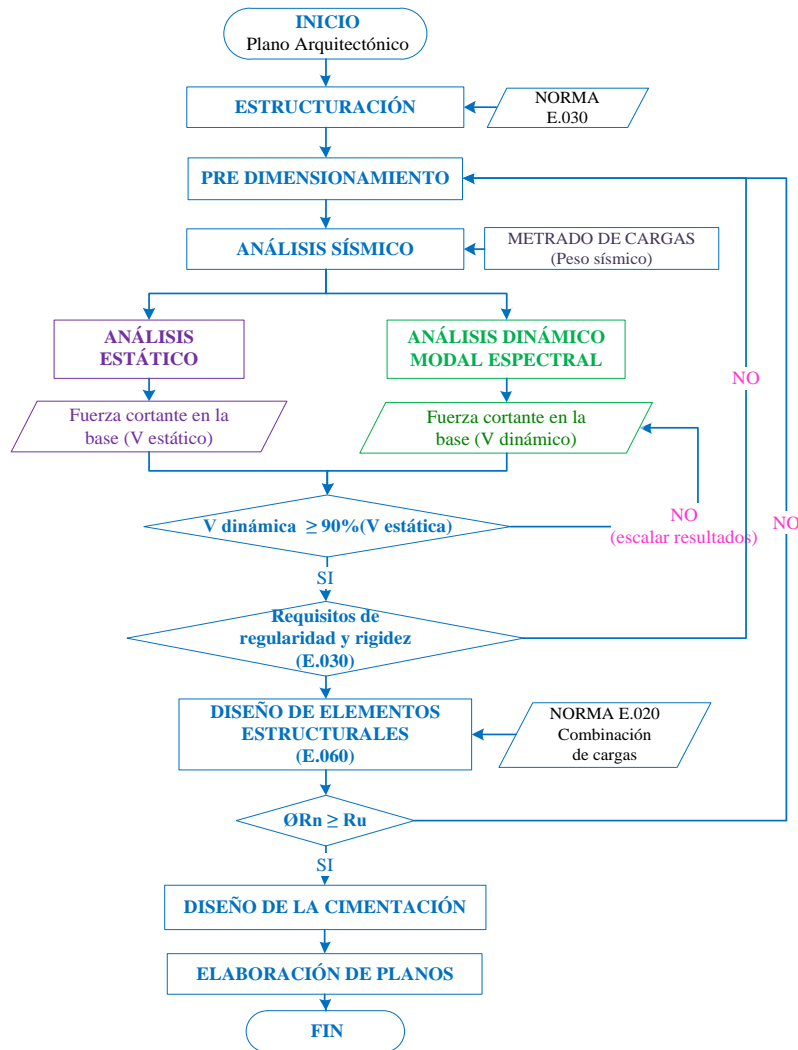 INICIO
Plano Arquitectónico
ESTRUCTURACIÓN
NORMA
E.030
PRE DIMENSIONAMIENTO
ANÁLISIS SÍSMICO
METRADO DE CARGAS
(Peso sísmico)
ANÁLISIS
ESTÁTICO
ANÁLISIS DINÁMICO
MODAL ESPECTRAL
NO
Fuerza cortante en la
base (V estático)
Fuerza cortante en la
base (V dinámico)
V dinámica ≥ 90%(V estática)
NO
(escalar resultados)
NO
SI
Requisitos de
regularidad y rigidez
(E.030)
DISEÑO DE ELEMENTOS
ESTRUCTURALES
(E.060)
NORMA E.020
Combinación
de cargas
ØRn ≥ Ru
SI
DISEÑO DE LA CIMENTACIÓN
ELABORACIÓN DE PLANOS
FIN